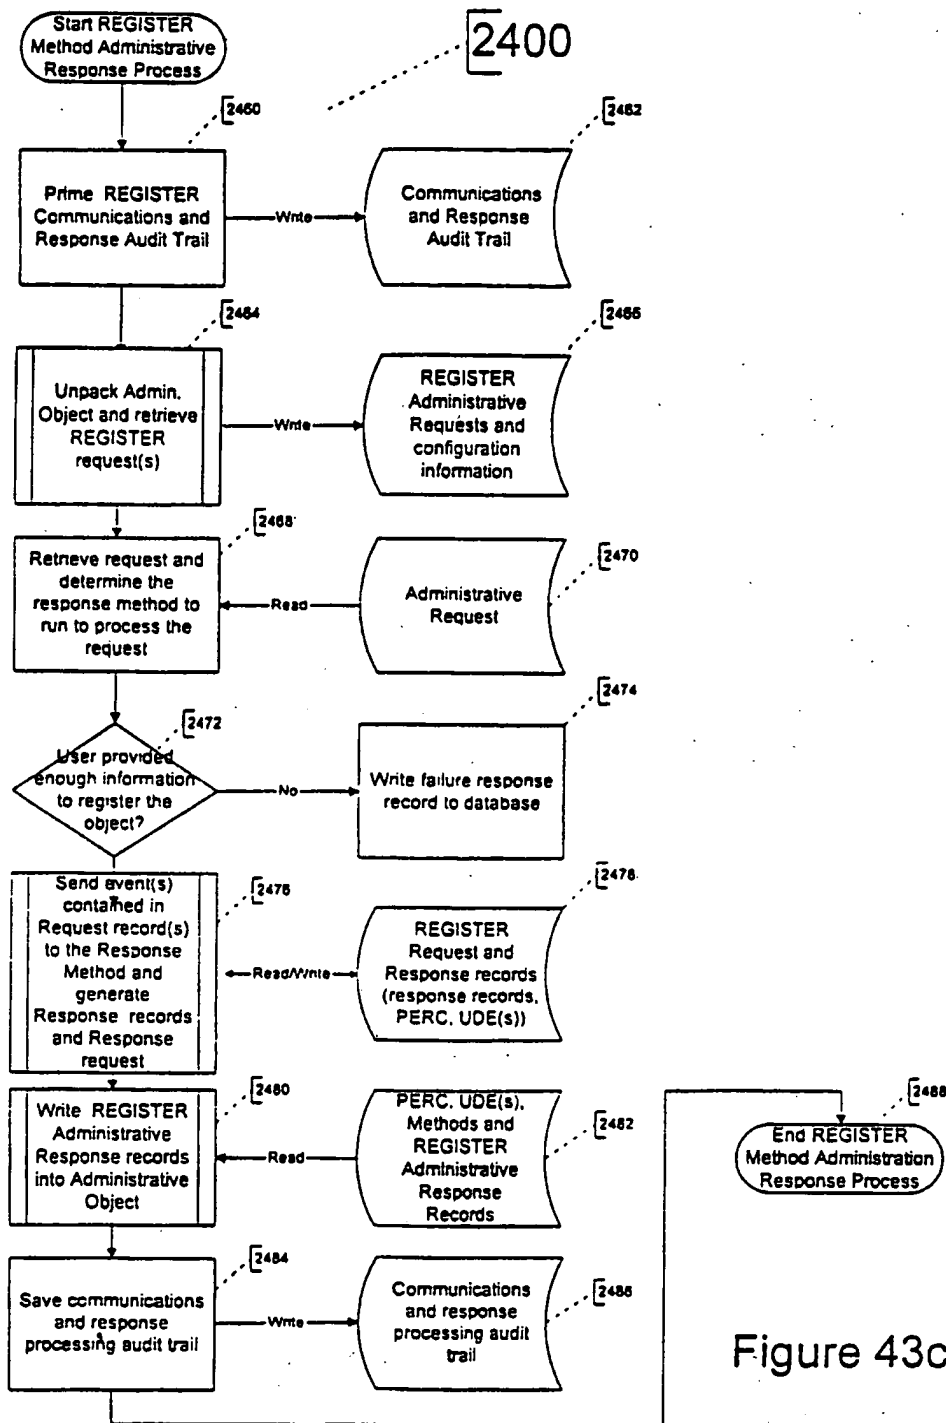 Start REGISTER
Method Administrative
Response Process
2400
2460
2462
Prime REGISTER
Communications and
Response Audit Trail
Write
Communications
and Response
Audit Trail
2464
2466
Unpack Admin.
Object and retrieve
REGISTER
request(s)
Write
REGISTER
Administrative
Requests and
configuration
information
2468
2470
Retrieve request and
determine the
response method to
run to process the
request
Read
Administrative
Request
2472
2474
User provided
enough information
to register the
object?
No
Write failure response
record to database
2476
2478
Send event(s)
contained in
Request record(s)
to the Response
Method and
generate
Response records
and Response
request
Read/Write
REGISTER
Request and
Response records
(response records,
PERC, UDE(s))
2480
2482
Write REGISTER
Administrative
Response records
into Administrative
Object
Read
PERC, UDE(s),
Methods and
REGISTER
Administrative
Response
Records
2488
End REGISTER
Method Administration
Response Process
2484
2486
Save communications
and response
processing audit trail
Write
Communications
and response
processing audit
trail
Figure 43c